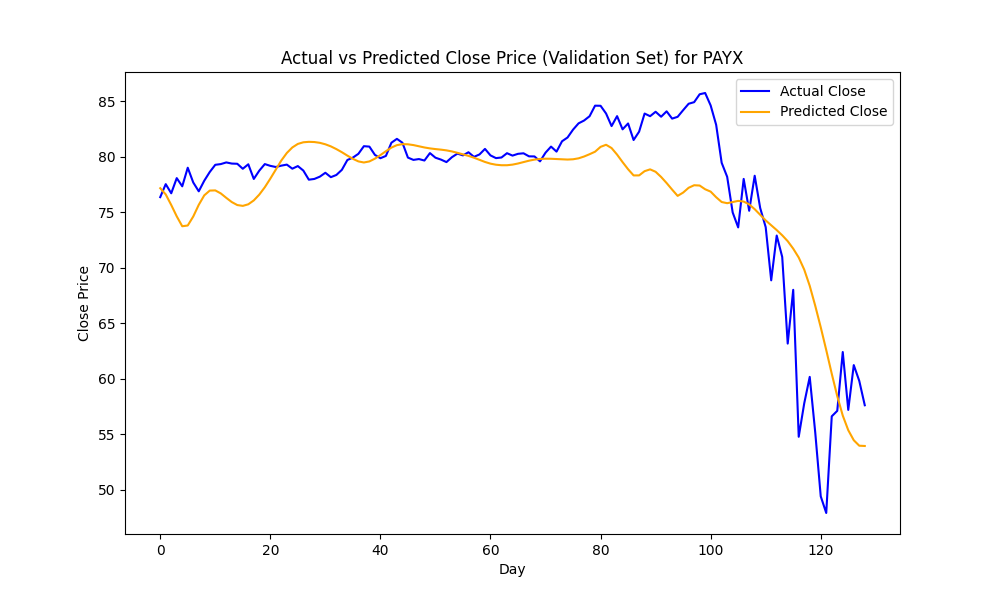 Actual vs Predicted Close Price (Validation Set) for PAYX
Actual Close
Predicted Close
Close Price
85
80
75
70
65
60
55
50
0 20 40 60 80 100 120
Day